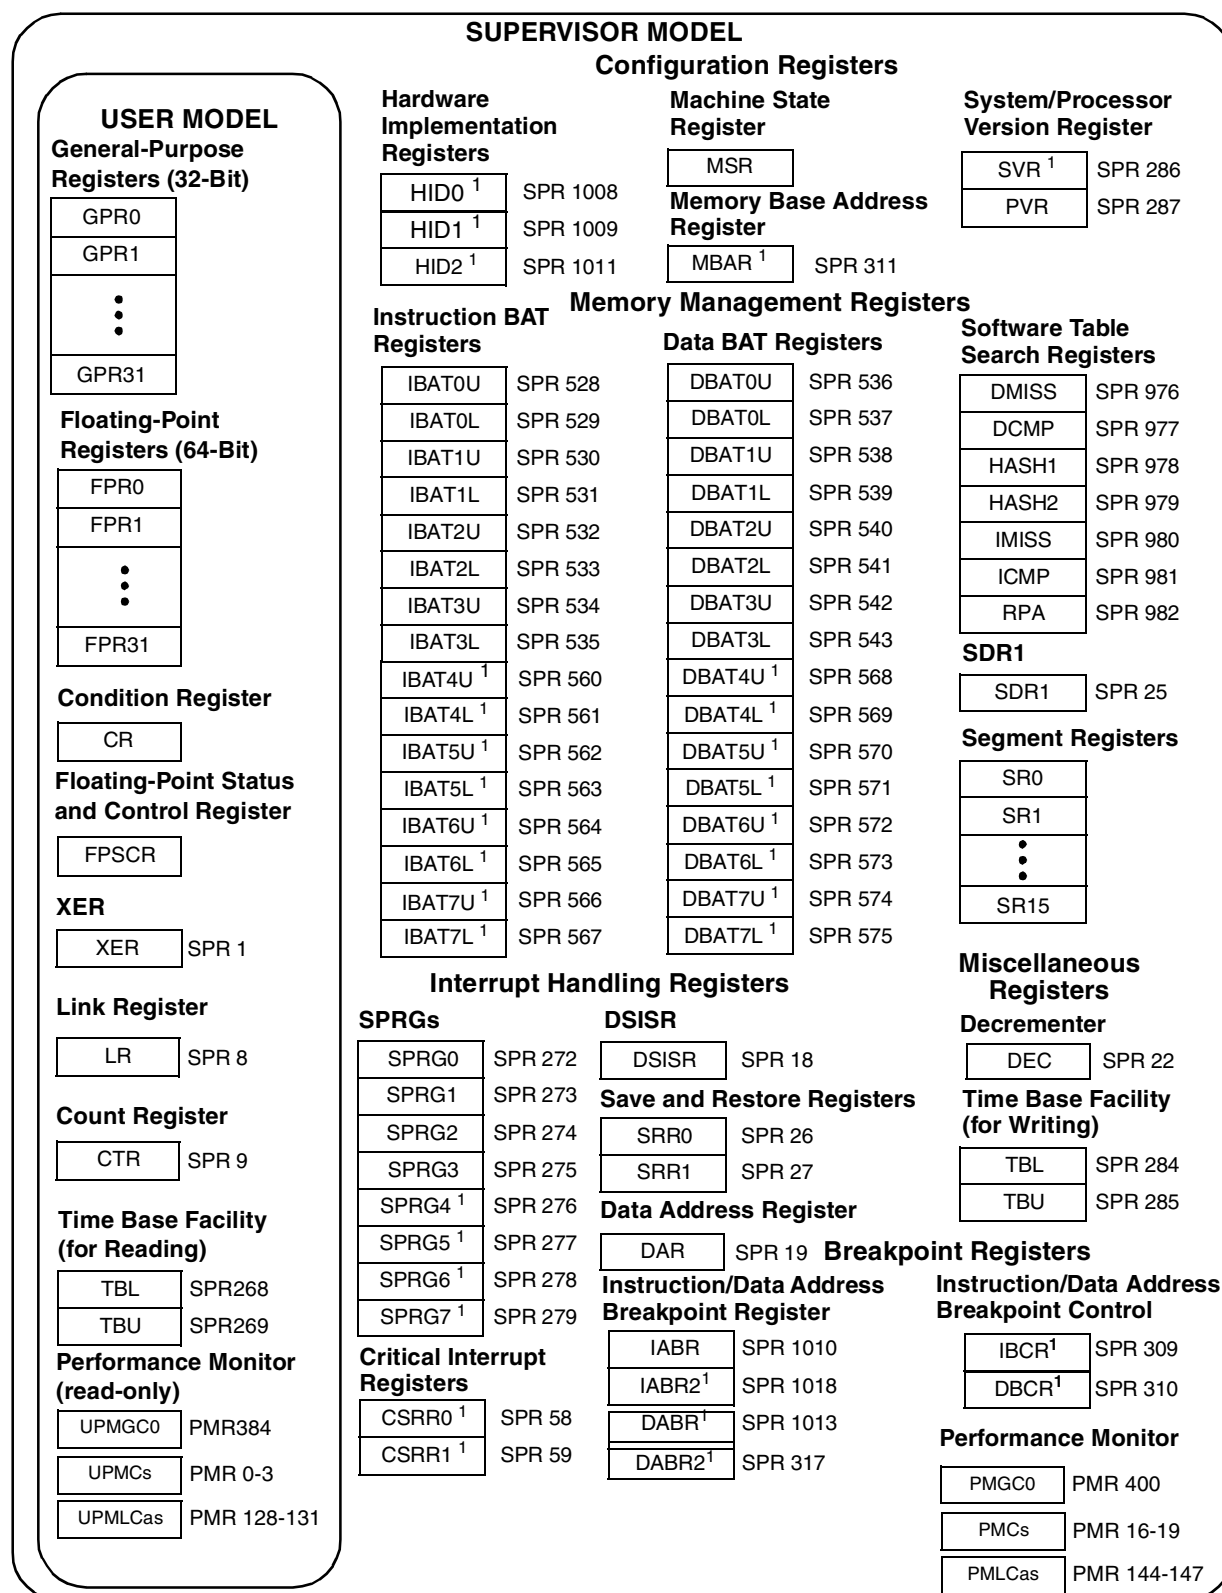 SUPERVISOR MODEL
Configuration Registers
USER MODEL
General-Purpose
Registers (32-Bit)
GPR0
GPR1
GPR31
Floating-Point
Registers (64-Bit)
FPR0
FPR1
FPR31
Condition Register
CR
Floating-Point Status
and Control Register
FPSCR
XER
XER SPR 1
Link Register
LR SPR 8
Count Register
CTR SPR 9
Time Base Facility
(for Reading)
TBL SPR268
TBU SPR269
Performance Monitor
(read-only)
UPMGC0 PMR384
UPMCs PMR 0-3
UPMLCas PMR 128-131
Hardware
Implementation
Registers
HID0 1 SPR 1008
HID1 1 SPR 1009
HID2 1 SPR 1011
Machine State
Register
MSR
Memory Base Address
Register
MBAR 1 SPR 311
System/Processor
Version Register
SVR 1 SPR 286
PVR SPR 287
Memory Management Registers
Instruction BAT
Registers
IBAT0U SPR 528
IBAT0L SPR 529
IBAT1U SPR 530
IBAT1L SPR 531
IBAT2U SPR 532
IBAT2L SPR 533
IBAT3U SPR 534
IBAT3L SPR 535
IBAT4U 1 SPR 560
IBAT4L 1 SPR 561
IBAT5U 1 SPR 562
IBAT5L 1 SPR 563
IBAT6U 1 SPR 564
IBAT6L 1 SPR 565
IBAT7U 1 SPR 566
IBAT7L 1 SPR 567
Data BAT Registers
DBAT0U SPR 536
DBAT0L SPR 537
DBAT1U SPR 538
DBAT1L SPR 539
DBAT2U SPR 540
DBAT2L SPR 541
DBAT3U SPR 542
DBAT3L SPR 543
DBAT4U 1 SPR 568
DBAT4L 1 SPR 569
DBAT5U 1 SPR 570
DBAT5L 1 SPR 571
DBAT6U 1 SPR 572
DBAT6L 1 SPR 573
DBAT7U 1 SPR 574
DBAT7L 1 SPR 575
Software Table
Search Registers
DMISS SPR 976
DCMP SPR 977
HASH1 SPR 978
HASH2 SPR 979
IMISS SPR 980
ICMP SPR 981
RPA SPR 982
SDR1
SDR1 SPR 25
Segment Registers
SR0
SR1
SR15
Interrupt Handling Registers
SPRGs
SPRG0 SPR 272
SPRG1 SPR 273
SPRG2 SPR 274
SPRG3 SPR 275
SPRG4 1 SPR 276
SPRG5 1 SPR 277
SPRG6 1 SPR 278
SPRG7 1 SPR 279
Critical Interrupt
Registers
CSRR0 1 SPR 58
CSRR1 1 SPR 59
DSISR
DSISR SPR 18
Save and Restore Registers
SRR0 SPR 26
SRR1 SPR 27
Data Address Register
DAR SPR 19
Miscellaneous
Registers
Decrementer
DEC SPR 22
Time Base Facility
(for Writing)
TBL SPR 284
TBU SPR 285
Breakpoint Registers
Instruction/Data Address
Breakpoint Register
IABR SPR 1010
IABR2 1 SPR 1018
DABR 1 SPR 1013
DABR2 1 SPR 317
Instruction/Data Address
Breakpoint Control
IBCR 1 SPR 309
DBCR 1 SPR 310
Performance Monitor
PMGC0 PMR 400
PMCs PMR 16-19
PMLCas PMR 144-147